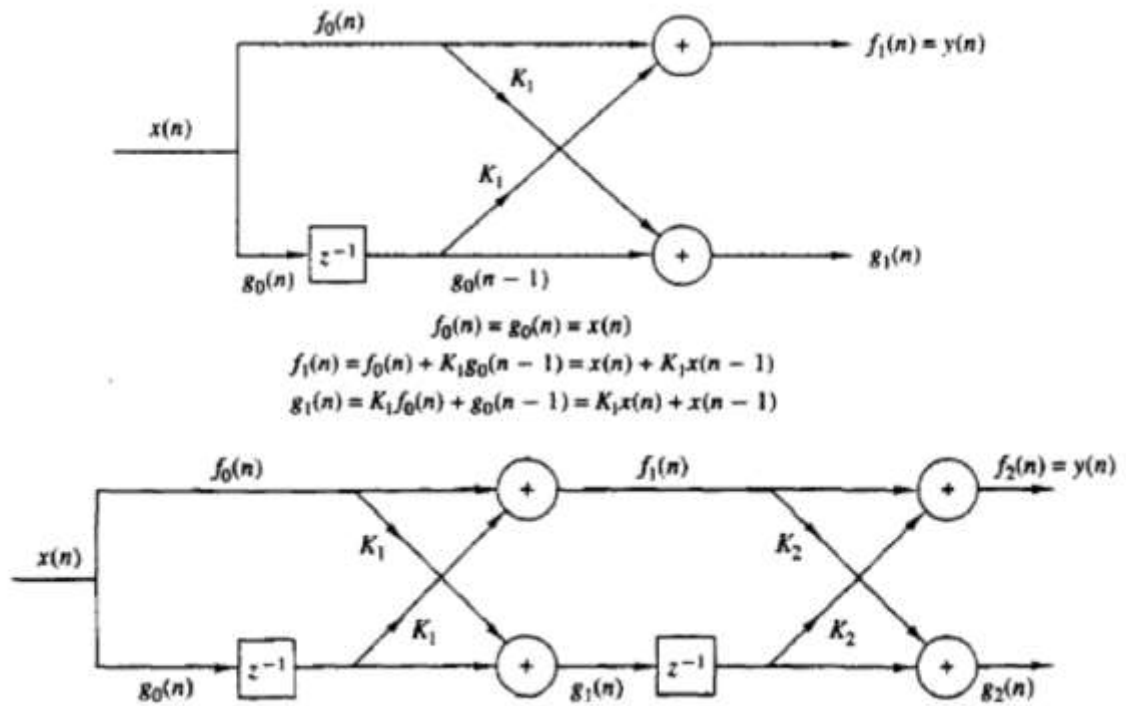 f₀(n)
+
f₁(n) = y(n)
K₁
x(n)
K₁
z⁻¹
+
g₁(n)
g₀(n)
g₀(n − 1)
f₀(n) = g₀(n) = x(n)
f₁(n) = f₀(n) + K₁g₀(n − 1) = x(n) + K₁x(n − 1)
g₁(n) = K₁f₀(n) + g₀(n − 1) = K₁x(n) + x(n − 1)
f₀(n)
f₁(n)
f₂(n) = y(n)
+
+
K₁
K₂
x(n)
K₁
K₂
z⁻¹
+
z⁻¹
+
g₀(n)
g₁(n)
g₂(n)